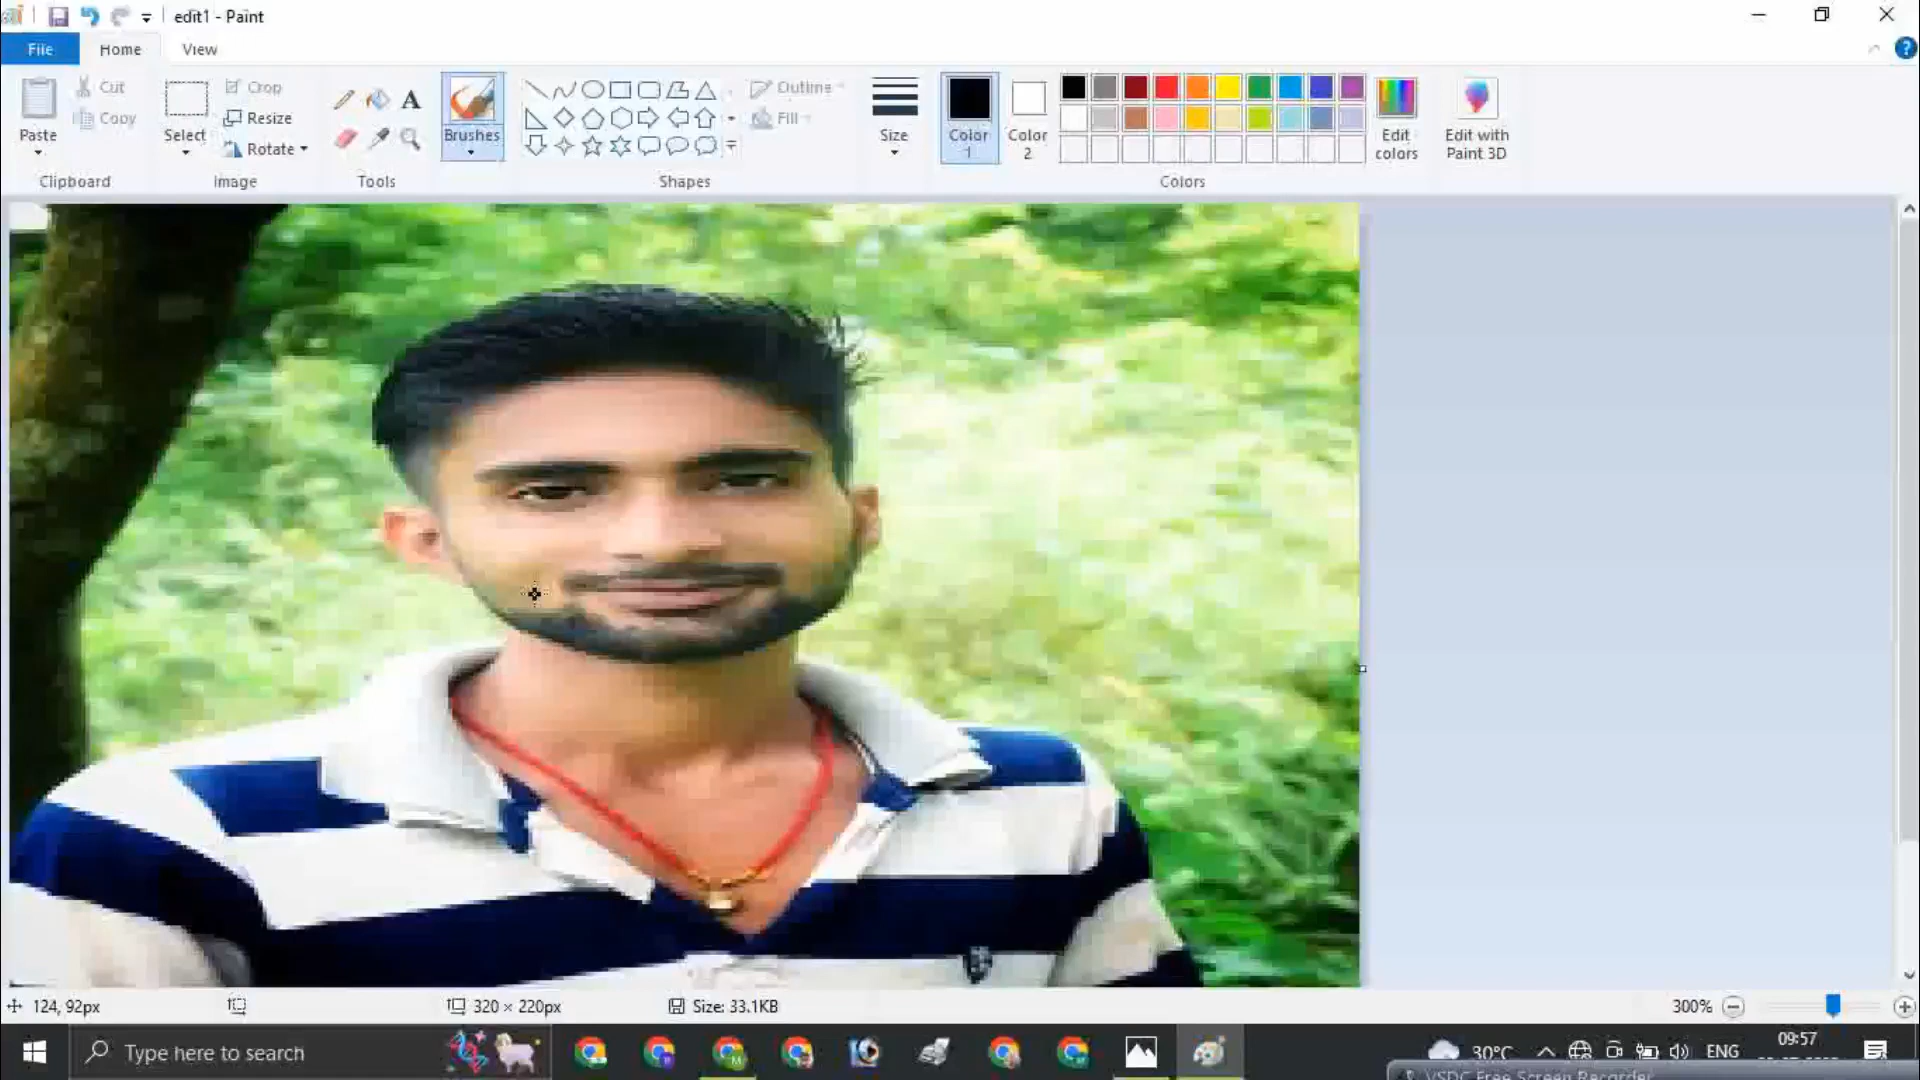 edit1 - Paint
File
Home
View
Paste
Cut
Copy
Clipboard
Select
Crop
Resize
Rotate
Image
A
Tools
Brushes
Outline
Fill
Shapes
Size
Color 1
Color 2
Edit colors
Edit with Paint 3D
Colors
124, 92px
320 × 220px
Size: 33.1KB
300%
Type here to search
30°C
ENG
09:57
VSDC Free Screen Recorder